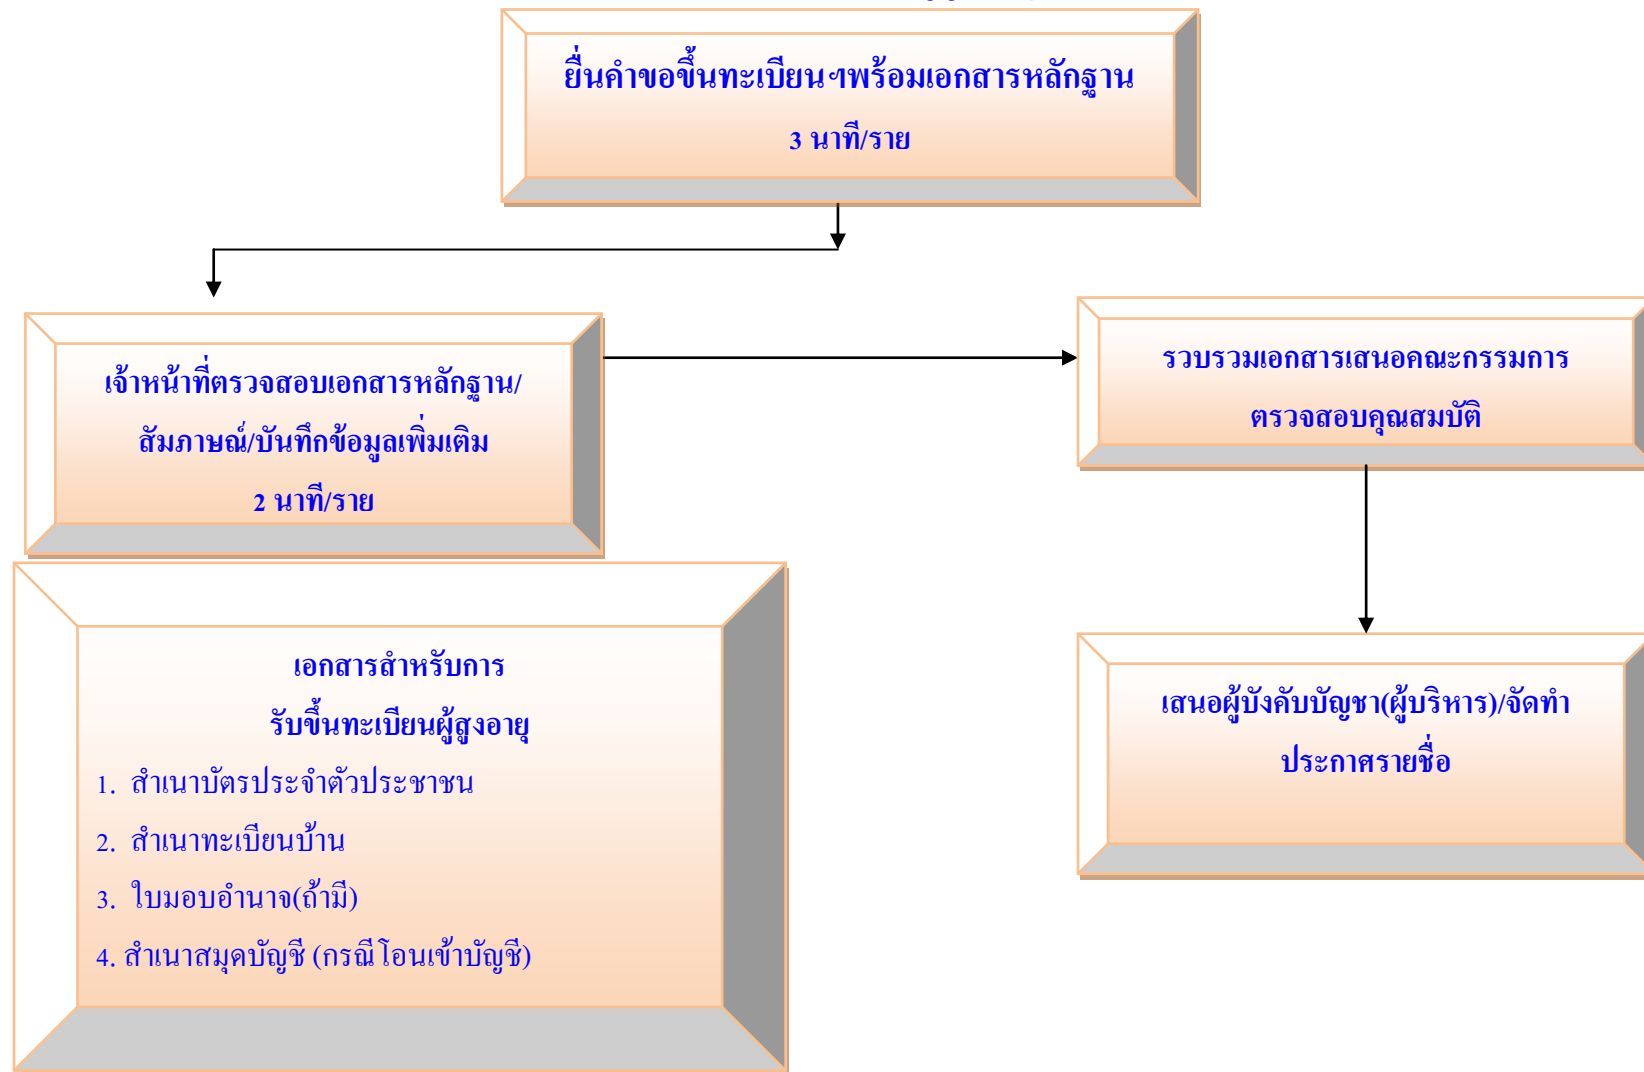 ยื่นคำขอขึ้นทะเบียนฯพร้อมเอกสารหลักฐาน
3 นาที/ราย
เจ้าหน้าที่ตรวจสอบเอกสารหลักฐาน/
สัมภาษณ์/บันทึกข้อมูลเพิ่มเติม
2 นาที/ราย
รวบรวมเอกสารเสนอคณะกรรมการ
ตรวจสอบคุณสมบัติ
เอกสารสำหรับการ
รับขึ้นทะเบียนผู้สูงอายุ
1. สำเนาบัตรประจำตัวประชาชน
2. สำเนาทะเบียนบ้าน
3. ใบมอบอำนาจ(ถ้ามี)
4. สำเนาสมุดบัญชี (กรณีโอนเข้าบัญชี)
เสนอผู้บังคับบัญชา(ผู้บริหาร)/จัดทำ
ประกาศรายชื่อ